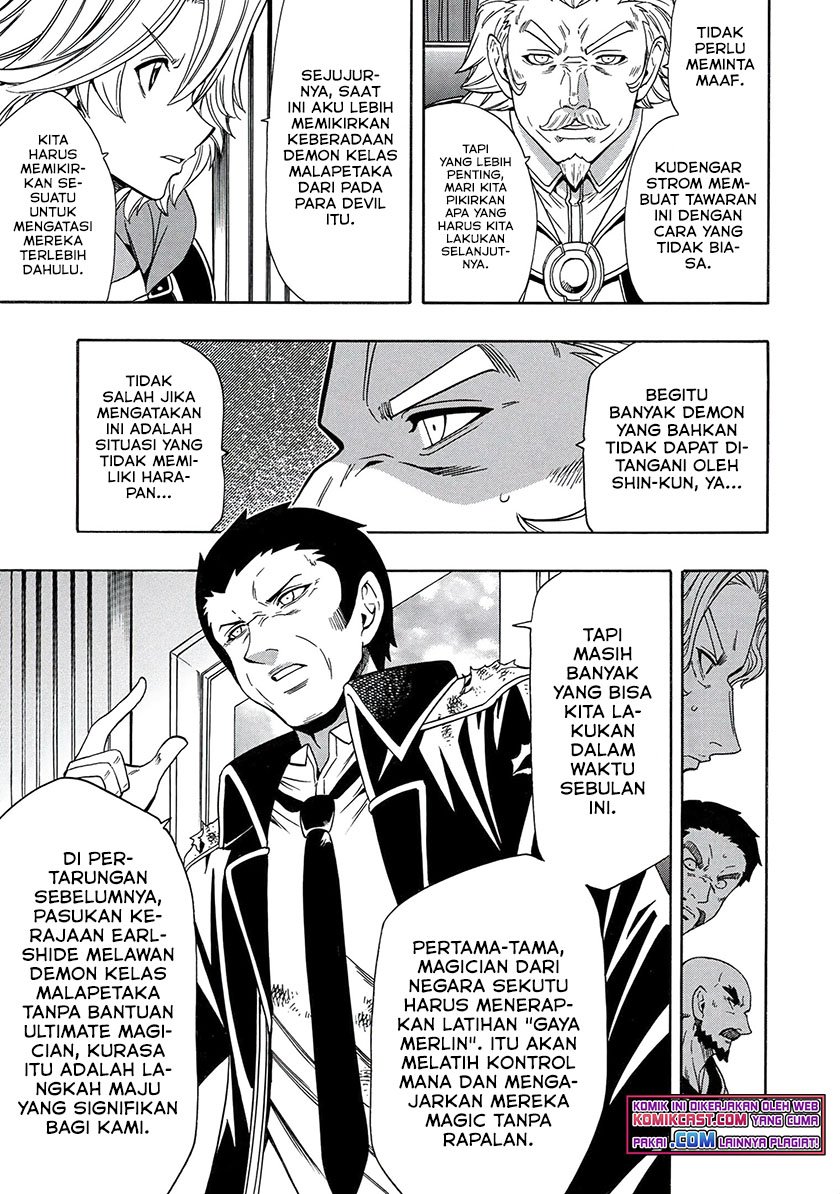 TIDAK
PERLU
MEMINTA
MAAF.
KUDENGAR
STROM MEM-
BUAT TAWARAN
INI DENGAN
CARA YANG
TIDAK BIA-
SA.
TAPI
YANG LEBIH
PENTING,
MARI KITA
PIKIRKAN
APA YANG
HARUS KITA
LAKUKAN
SELANJUT-
NYA.
SEJUJUR-
NYA, SAAT
INI AKU LEBIH
MEMIKIRKAN
KEBERADAAN
DEMON KELAS
MALAPETAKA
DARI PADA
PARA DEVIL
ITU.
KITA
HARUS
MEMIKIR-
KAN SE-
SUATU
UNTUK
MENGATASI
MEREKA
TERLEBIH
DAHULU.
BEGITU
BANYAK DEMON
YANG BAHKAN
TIDAK DAPAT DI-
TANGANI OLEH
SHIN-KUN, YA...
TIDAK
SALAH JIKA
MENGATAKAN
INI ADALAH
SITUASI YANG
TIDAK MEMI-
LIKI HARA-
PAN...
TAPI
MASIH
BANYAK
YANG BISA
KITA LA-
KUKAN
DALAM
WAKTU
SEBULAN
INI.
PERTAMA-TAMA,
MAGICIAN DARI
NEGARA SEKUTU
HARUS MENERAP-
KAN LATIHAN "GAYA
MERLIN". ITU AKAN
MELATIH KONTROL
MANA DAN MENGA-
JARKAN MEREKA
MAGIC TANPA
RAPALAN.
DI PER-
TARUNGAN
SEBELUMNYA,
PASUKAN KE-
RAJAAN EARL-
SHIDE MELAWAN
DEMON KELAS
MALAPETAKA
TANPA BANTUAN
ULTIMATE MAGI-
CIAN, KURASA
ITU ADALAH LA-
NGKAH MAJU
YANG SIGNIFIKAN
BAGI KAMI.
KOMIK INI DIKERJAKAN OLEH WEB
KOMIKCAST.COM YANG CUMA
PAKAI .COM LAINNYA PLAGIAT!